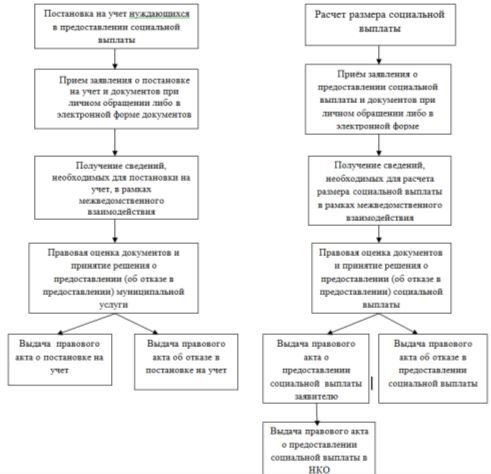 Постановка на учет нуждающихся
в предоставлении социальной
выплаты
Прием заявления о постановке
на учет и документов при
личном обращении либо в
электронной форме документов
Получение сведений,
необходимых для постановки на
учет, в рамках
межведомственного
взаимодействия
Правовая оценка документов и
принятие решения о
предоставлении (об отказе в
предоставлении) муниципальной
услуги
Выдача правового
акта о постановке на
учет
Выдача правового
акта об отказе в
постановке на учет
Расчет размера социальной
выплаты
Приём заявления о
предоставлении социальной
выплаты и документов при
личном обращении либо в
электронной форме
Получение сведений,
необходимых для расчета
размера социальной выплаты
в рамках межведомственного
взаимодействия
Правовая оценка документов
и принятие решения о
предоставлении (об отказе в
предоставлении) социальной
выплаты
Выдача правового
акта о
предоставлении
социальной выплаты
заявителю
Выдача правового
акта об отказе в
предоставлении
социальной выплаты
Выдача правового акта
о предоставлении
социальной выплаты в
НКО